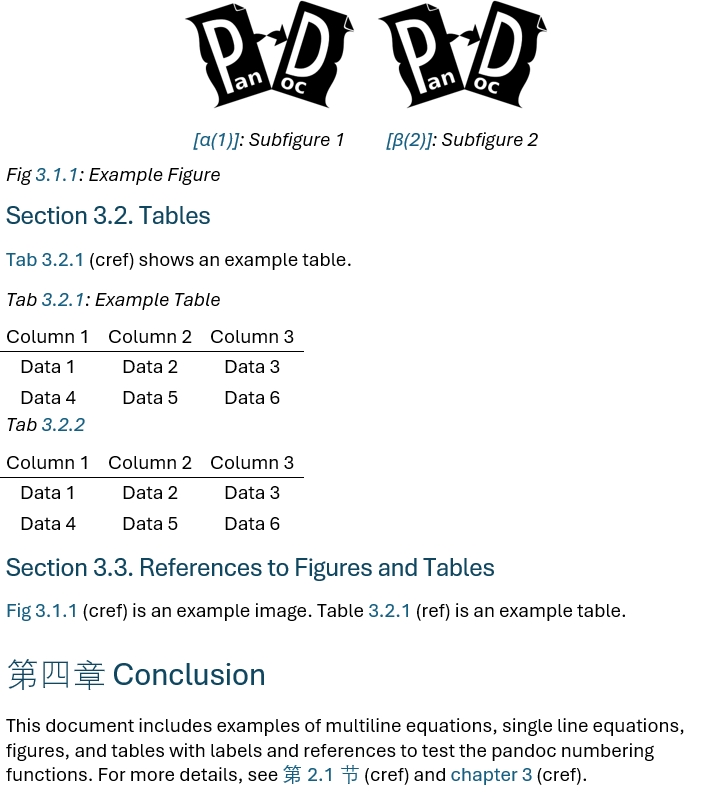 Pan Doc Pan Doc
[α(1)]: Subfigure 1 [β(2)]: Subfigure 2
Fig 3.1.1: Example Figure
Section 3.2. Tables
Tab 3.2.1 (cref) shows an example table.
Tab 3.2.1: Example Table
Column 1 Column 2 Column 3
Data 1 Data 2 Data 3
Data 4 Data 5 Data 6
Tab 3.2.2
Column 1 Column 2 Column 3
Data 1 Data 2 Data 3
Data 4 Data 5 Data 6
Section 3.3. References to Figures and Tables
Fig 3.1.1 (cref) is an example image. Table 3.2.1 (ref) is an example table.
第四章 Conclusion
This document includes examples of multiline equations, single line equations,
figures, and tables with labels and references to test the pandoc numbering
functions. For more details, see 第 2.1 节 (cref) and chapter 3 (cref).